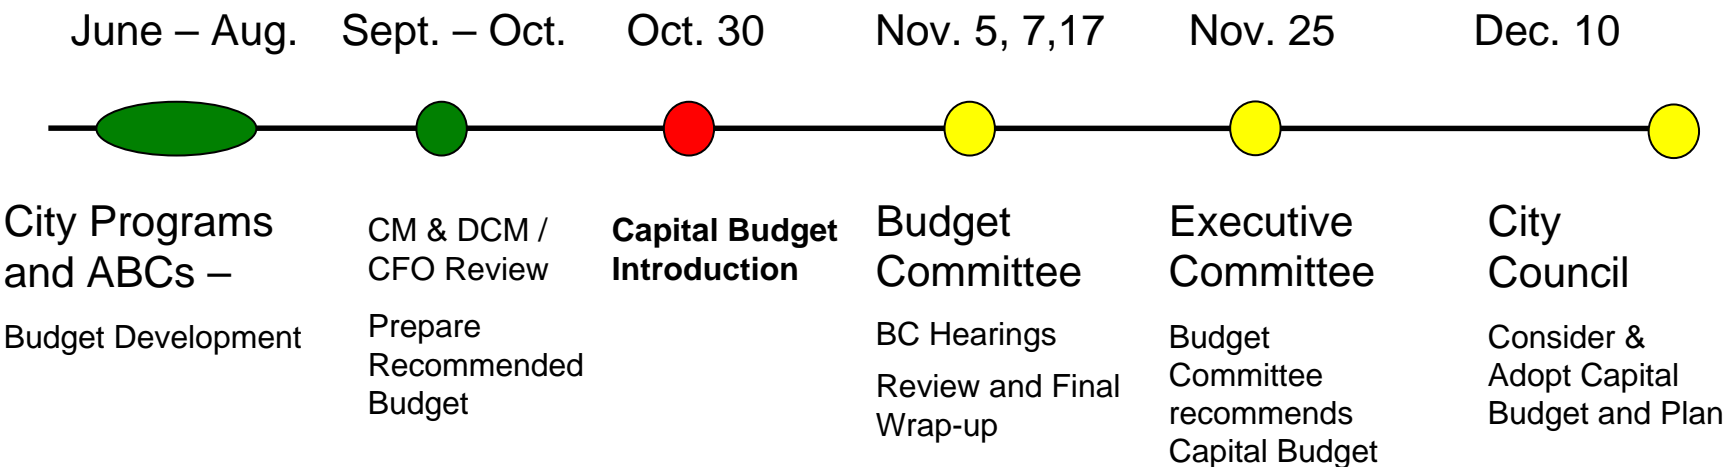 June – Aug.
Sept. – Oct.
Oct. 30
Nov. 5, 7,17
Nov. 25
Dec. 10
City Programs
and ABCs –
Budget Development
CM & DCM /
CFO Review
Prepare
Recommended
Budget
Capital Budget
Introduction
Budget
Committee
BC Hearings
Review and Final
Wrap-up
Executive
Committee
Budget
Committee
recommends
Capital Budget
City
Council
Consider &
Adopt Capital
Budget and Plan